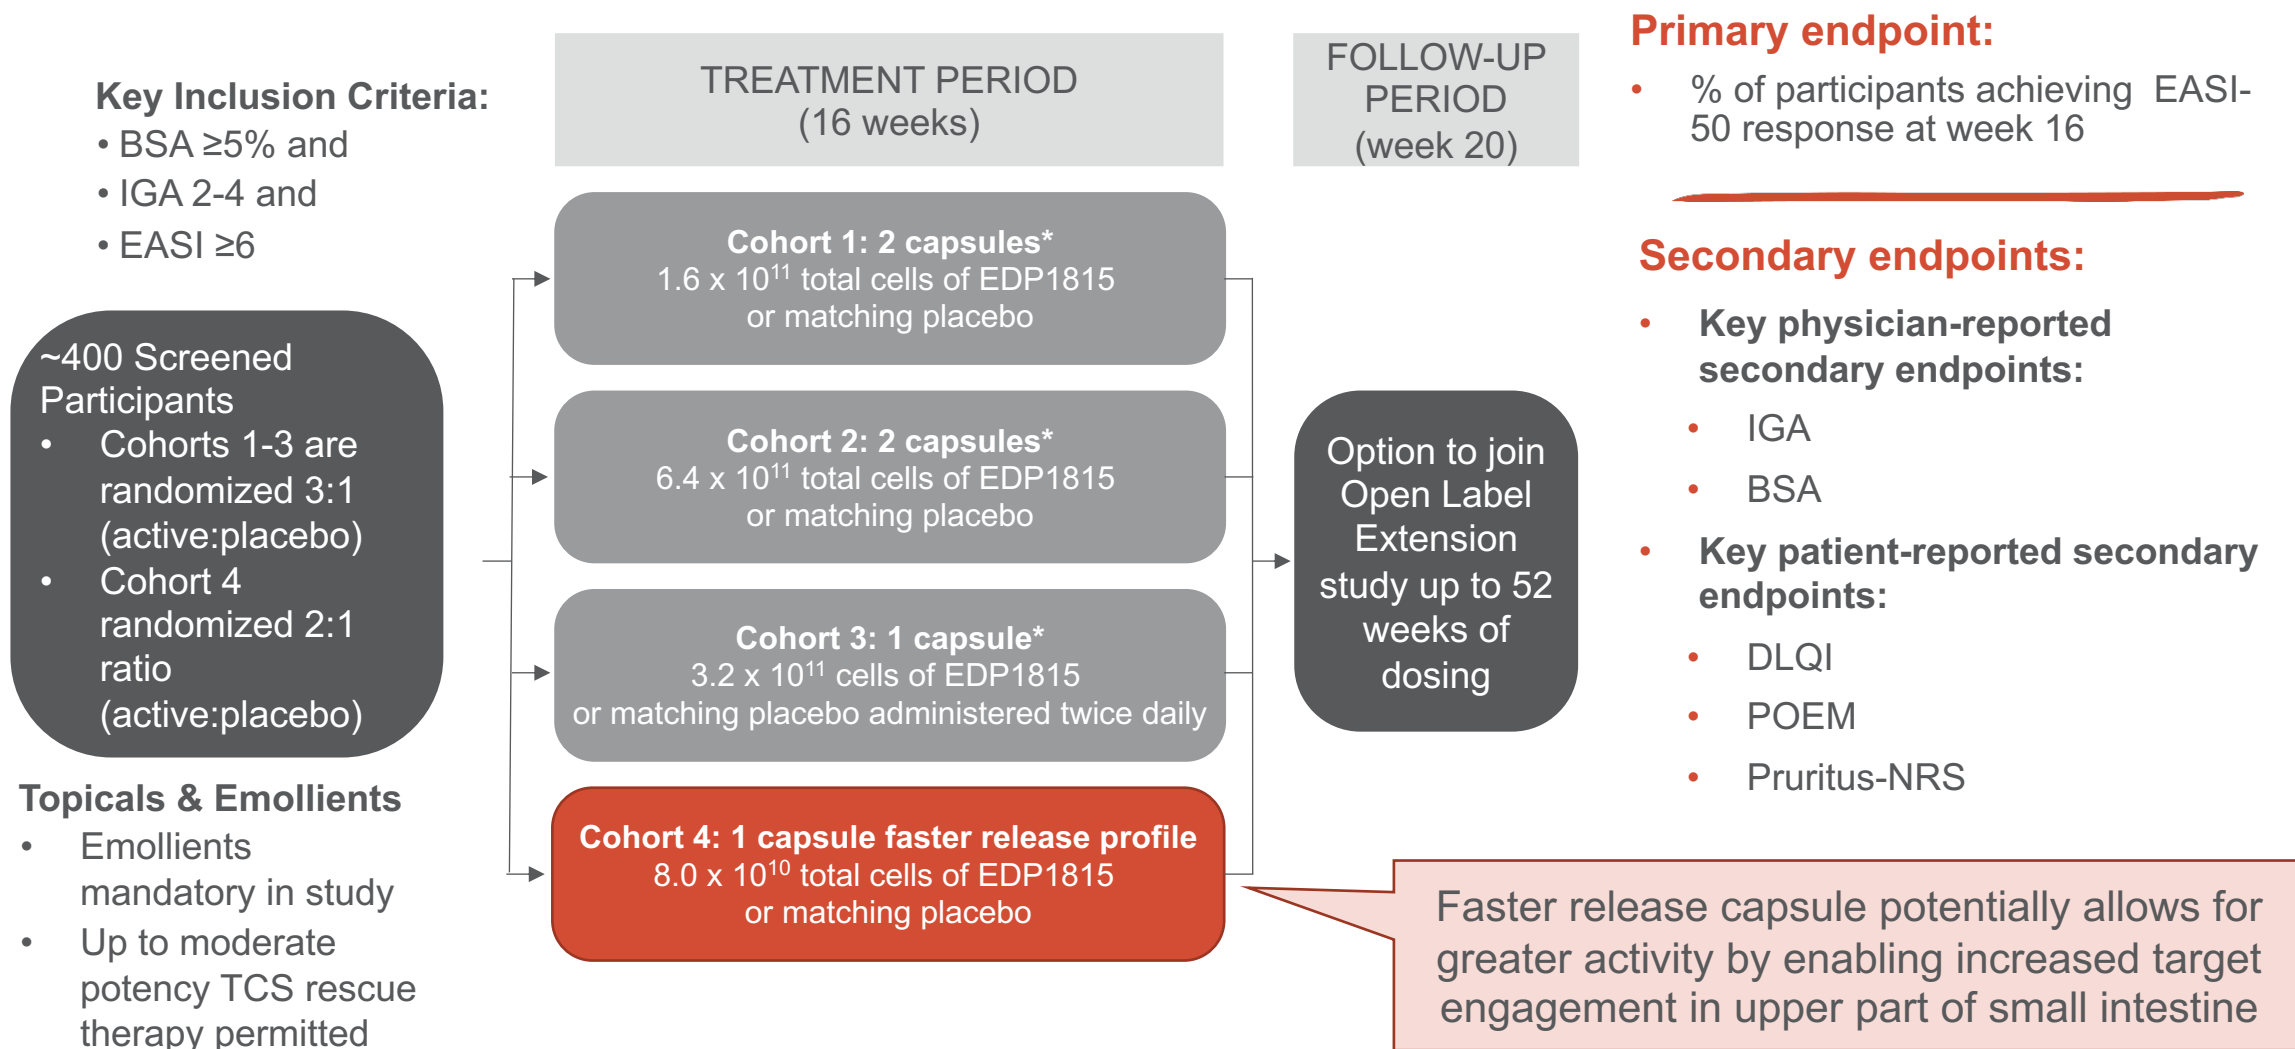 Key Inclusion Criteria:
• BSA ≥5% and
• IGA 2-4 and
• EASI ≥6
~400 Screened
Participants
• Cohorts 1-3 are
randomized 3:1
(active:placebo)
• Cohort 4
randomized 2:1
ratio
(active:placebo)
Topicals & Emollients
• Emollients
mandatory in study
• Up to moderate
potency TCS rescue
therapy permitted
TREATMENT PERIOD
(16 weeks)
Cohort 1: 2 capsules*
1.6 x 10¹¹ total cells of EDP1815
or matching placebo
Cohort 2: 2 capsules*
6.4 x 10¹¹ total cells of EDP1815
or matching placebo
Cohort 3: 1 capsule*
3.2 x 10¹¹ cells of EDP1815
or matching placebo administered twice daily
Cohort 4: 1 capsule faster release profile
8.0 x 10¹⁰ total cells of EDP1815
or matching placebo
FOLLOW-UP
PERIOD
(week 20)
Option to join
Open Label
Extension
study up to 52
weeks of
dosing
Primary endpoint:
• % of participants achieving EASI-
50 response at week 16
Secondary endpoints:
• Key physician-reported
secondary endpoints:
• IGA
• BSA
• Key patient-reported secondary
endpoints:
• DLQI
• POEM
• Pruritus-NRS
Faster release capsule potentially allows for
greater activity by enabling increased target
engagement in upper part of small intestine